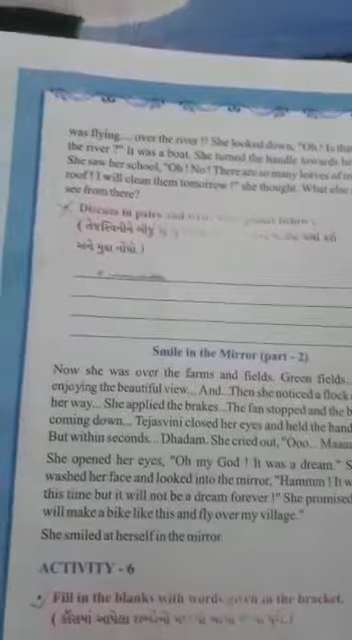 was flying.... over the river !! She looked down, "Oh ! Is that
the river ?" It was a boat. She turned the handle towards he
She saw her school, "Oh ! No ! There are so many leaves of tr
roof ! I will clean them tomorrow !" she thought. What else
see from there?
Discuss in pairs and
અને મુદ્દા નોંધો.)
Smile in the Mirror (part - 2)
Now she was over the farms and fields. Green fields..
enjoying the beautiful view... And...Then she noticed a flock
her way... She applied the brakes...The fan stopped and the b
coming down... Tejasvini closed her eyes and held the hand
But within seconds... Dhadam. She cried out, "Ooo... Maaa
She opened her eyes, "Oh my God ! It was a dream." S
washed her face and looked into the mirror, "Hammm ! It w
this time but it will not be a dream forever !" She promised
will make a bike like this and fly over my village."
She smiled at herself in the mirror.
ACTIVITY - 6
Fill in the blanks with words given in the bracket.
(કૌંસમાં આપેલા શબ્દોનો